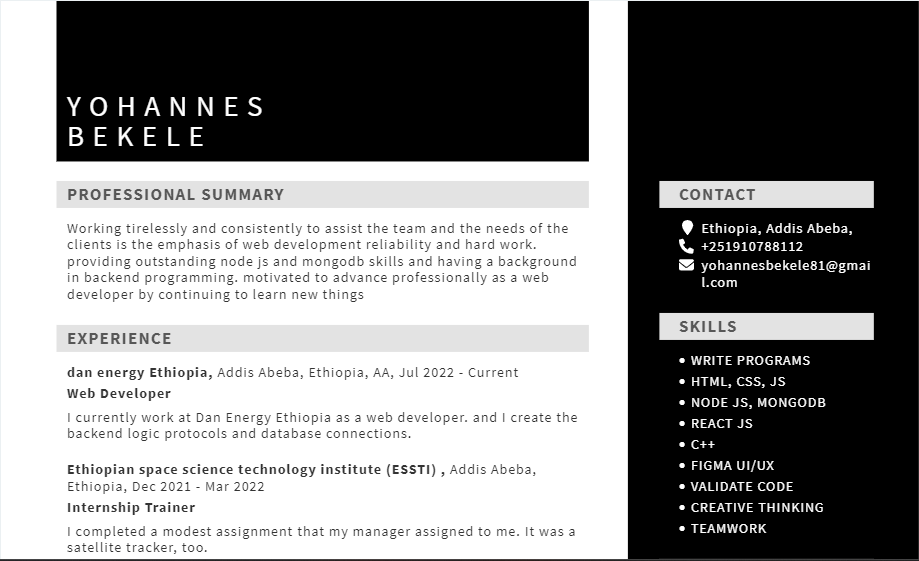 YOHANNES
BEKELE
PROFESSIONAL SUMMARY
Working tirelessly and consistently to assist the team and the needs of the
clients is the emphasis of web development reliability and hard work.
providing outstanding node js and mongodb skills and having a background
in backend programming. motivated to advance professionally as a web
developer by continuing to learn new things
EXPERIENCE
dan energy Ethiopia, Addis Abeba, Ethiopia, AA, Jul 2022 - Current
Web Developer
I currently work at Dan Energy Ethiopia as a web developer. and I create the
backend logic protocols and database connections.
Ethiopian space science technology institute (ESSTI) , Addis Abeba,
Ethiopia, Dec 2021 - Mar 2022
Internship Trainer
I completed a modest assignment that my manager assigned to me. It was a
satellite tracker, too.
CONTACT
Ethiopia, Addis Abeba,
+251910788112
yohannesbekele81@gmai
l.com
SKILLS
• WRITE PROGRAMS
• HTML, CSS, JS
• NODE JS, MONGODB
• REACT JS
• C++
• FIGMA UI/UX
• VALIDATE CODE
• CREATIVE THINKING
• TEAMWORK